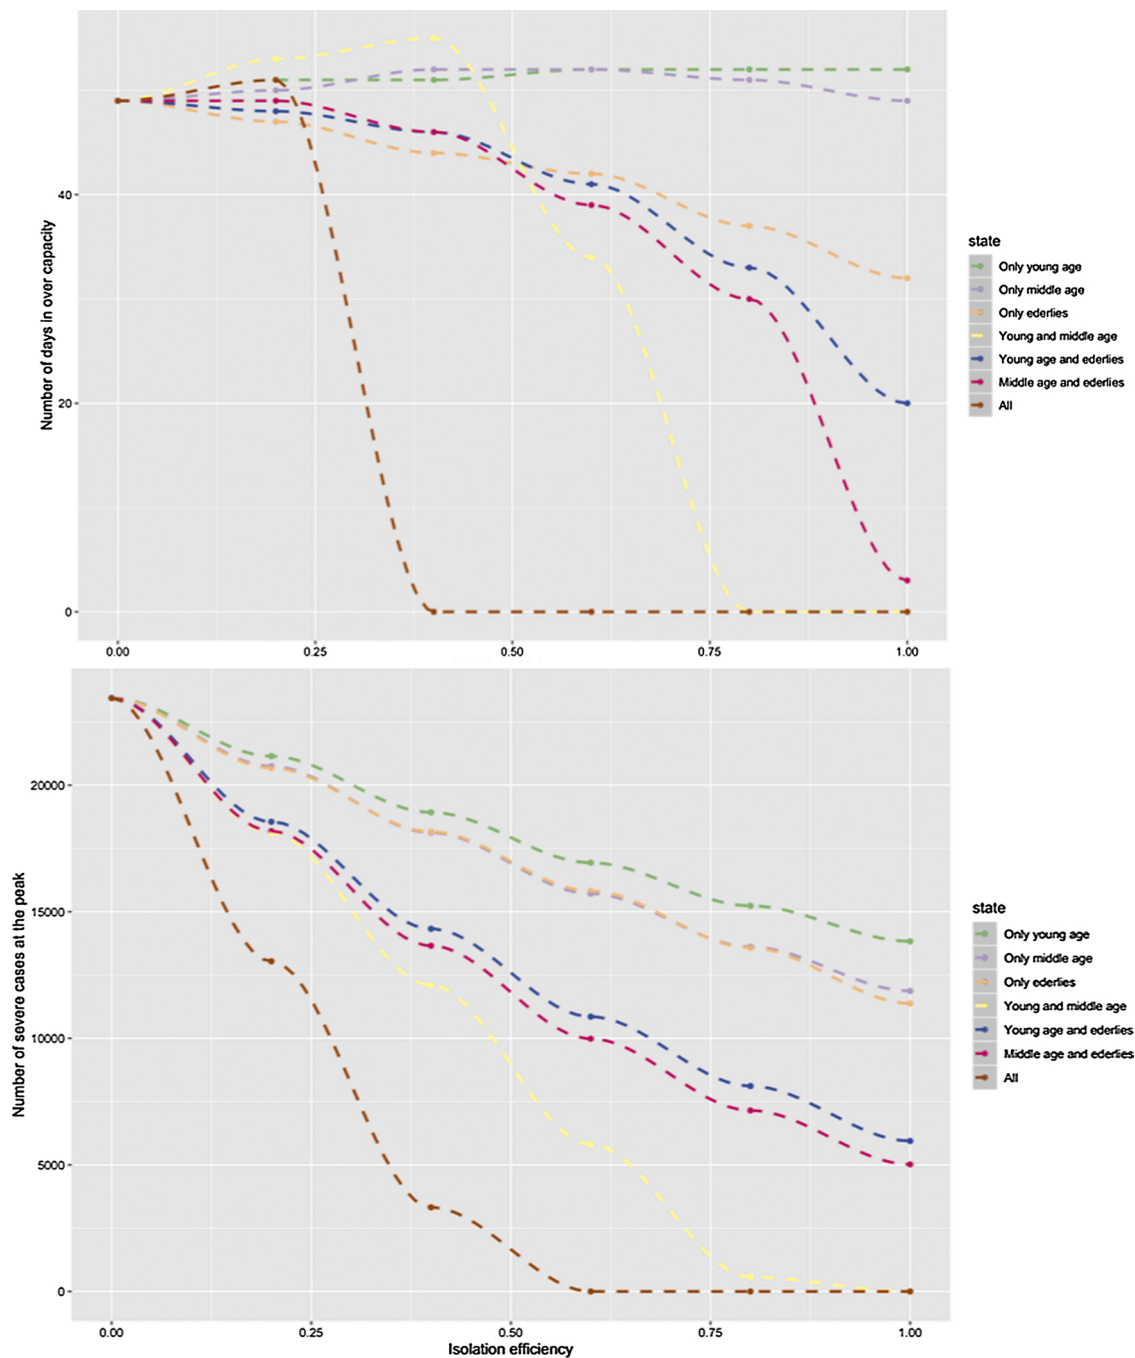 Number of days in over capacity
40
20
0
0.00 0.25 0.50 0.75 1.00
state
Only young age
Only middle age
Only ederlies
Young and middle age
Young age and ederlies
Middle age and ederlies
All
Number of severe cases at the peak
20000
15000
10000
5000
0
0.00 0.25 0.50 0.75 1.00
Isolation efficiency
state
Only young age
Only middle age
Only ederlies
Young and middle age
Young age and ederlies
Middle age and ederlies
All